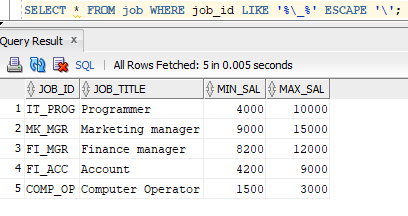 SELECT * FROM job WHERE job_id LIKE '%\_%' ESCAPE '\';
Query Result x
SQL | All Rows Fetched: 5 in 0.005 seconds
JOB_ID JOB_TITLE MIN_SAL MAX_SAL
1 IT_PROG Programmer 4000 10000
2 MK_MGR Marketing manager 9000 15000
3 FI_MGR Finance manager 8200 12000
4 FI_ACC Account 4200 9000
5 COMP_OP Computer Operator 1500 3000